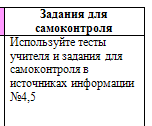 Задания для
самоконтроля
Используйте тесты
учителя и задания для
самоконтроля в
источниках информации
№4,5